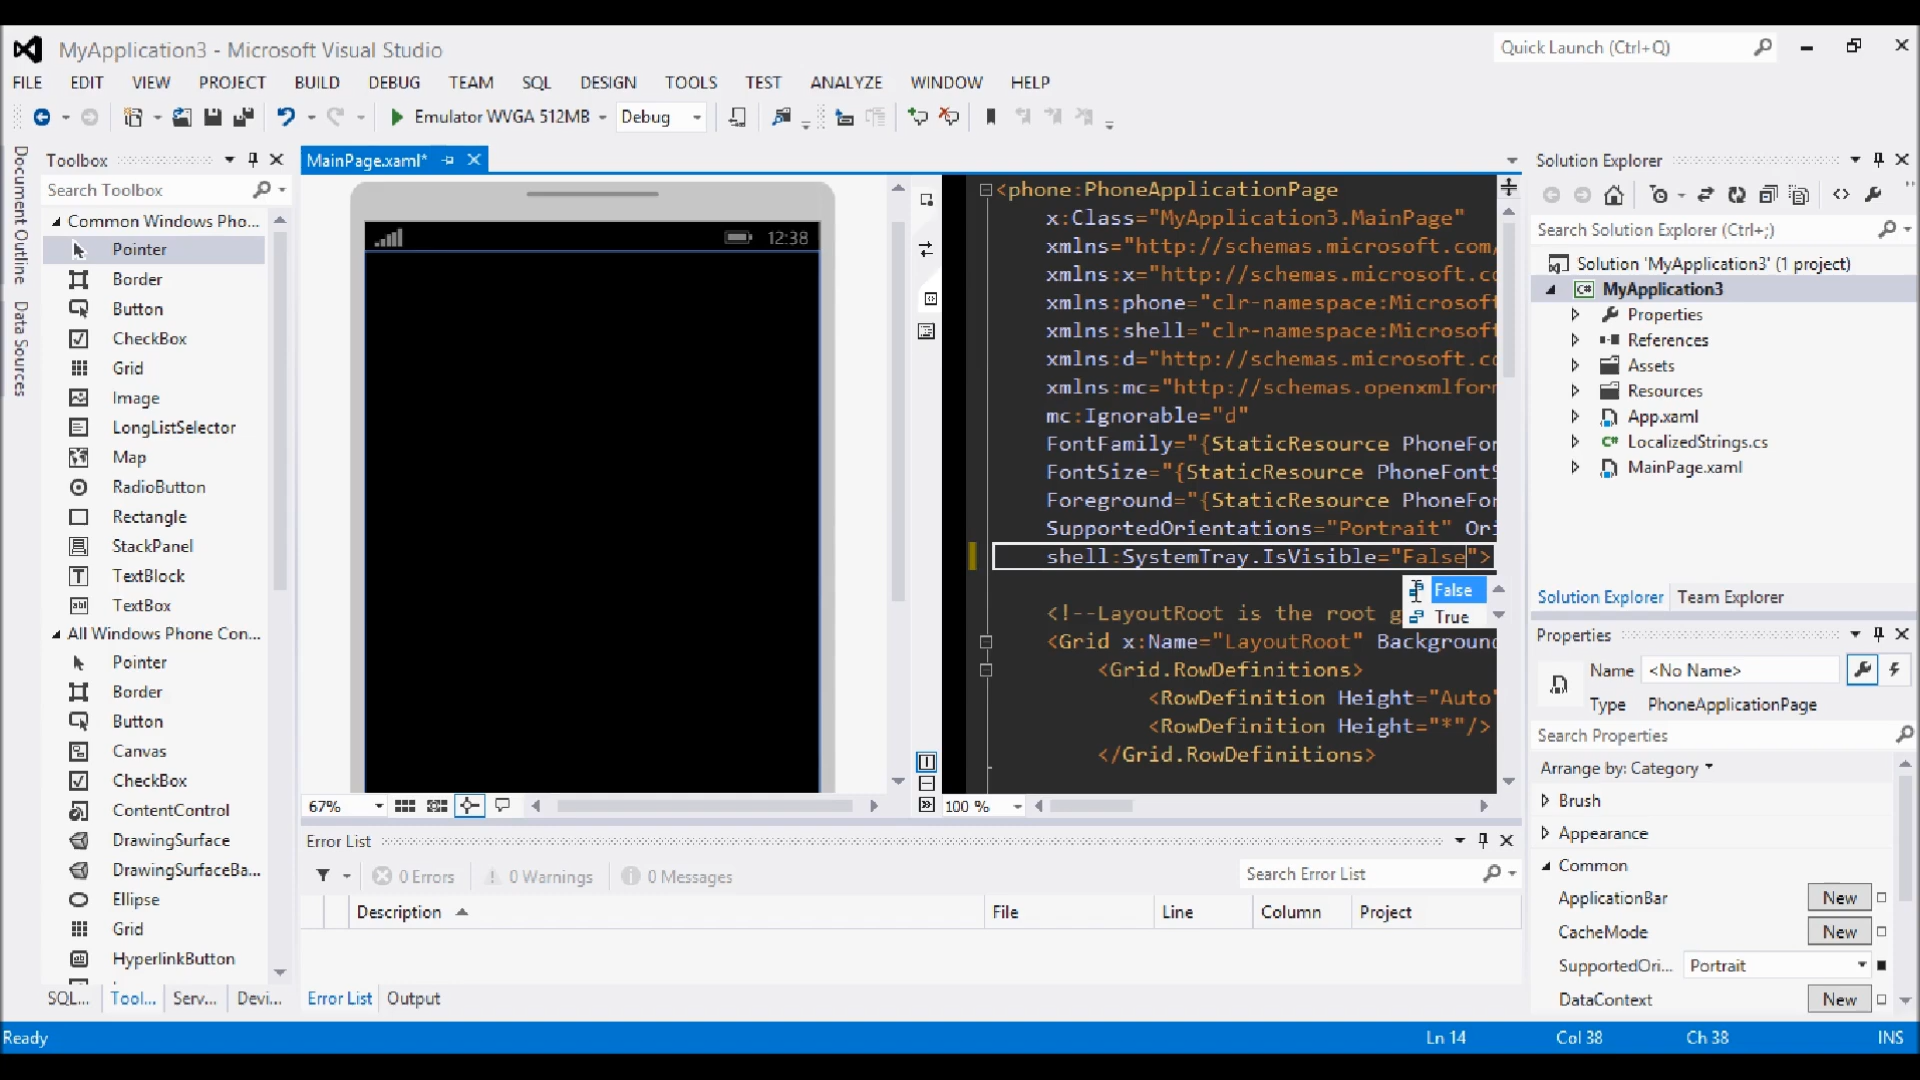 MyApplication3 - Microsoft Visual Studio
Quick Launch (Ctrl+Q)
FILE EDIT VIEW PROJECT BUILD DEBUG TEAM SQL DESIGN TOOLS TEST ANALYZE WINDOW HELP
Emulator WVGA 512MB
Debug
Document Outline
Data Sources
Toolbox
Search Toolbox
Common Windows Pho...
Pointer
Border
Button
CheckBox
Grid
Image
LongListSelector
Map
RadioButton
Rectangle
StackPanel
TextBlock
TextBox
All Windows Phone Con...
Pointer
Border
Button
Canvas
CheckBox
ContentControl
DrawingSurface
DrawingSurfaceBa...
Ellipse
Grid
HyperlinkButton
SQL... Tool... Serv... Devi...
MainPage.xaml*
12:38
67%
<phone:PhoneApplicationPage
x:Class="MyApplication3.MainPage"
xmlns="http://schemas.microsoft.com/
xmlns:x="http://schemas.microsoft.co
xmlns:phone="clr-namespace:Microsoft
xmlns:shell="clr-namespace:Microsoft
xmlns:d="http://schemas.microsoft.co
xmlns:mc="http://schemas.openxmlform
mc:Ignorable="d"
FontFamily="{StaticResource PhoneFon
FontSize="{StaticResource PhoneFontS
Foreground="{StaticResource PhoneFor
SupportedOrientations="Portrait" Ori
shell:SystemTray.IsVisible="False">
False
True
<!--LayoutRoot is the root g
<Grid x:Name="LayoutRoot" Background
<Grid.RowDefinitions>
<RowDefinition Height="Auto"
<RowDefinition Height="*"/>
</Grid.RowDefinitions>
100 %
Error List
0 Errors
0 Warnings
0 Messages
Search Error List
Description File Line Column Project
Error List Output
Solution Explorer
Search Solution Explorer (Ctrl+;)
Solution 'MyApplication3' (1 project)
C# MyApplication3
Properties
References
Assets
Resources
App.xaml
C# LocalizedStrings.cs
MainPage.xaml
Solution Explorer Team Explorer
Properties
Name <No Name>
Type PhoneApplicationPage
Search Properties
Arrange by: Category
Brush
Appearance
Common
ApplicationBar New
CacheMode New
SupportedOri... Portrait
DataContext New
Ready
Ln 14 Col 38 Ch 38 INS